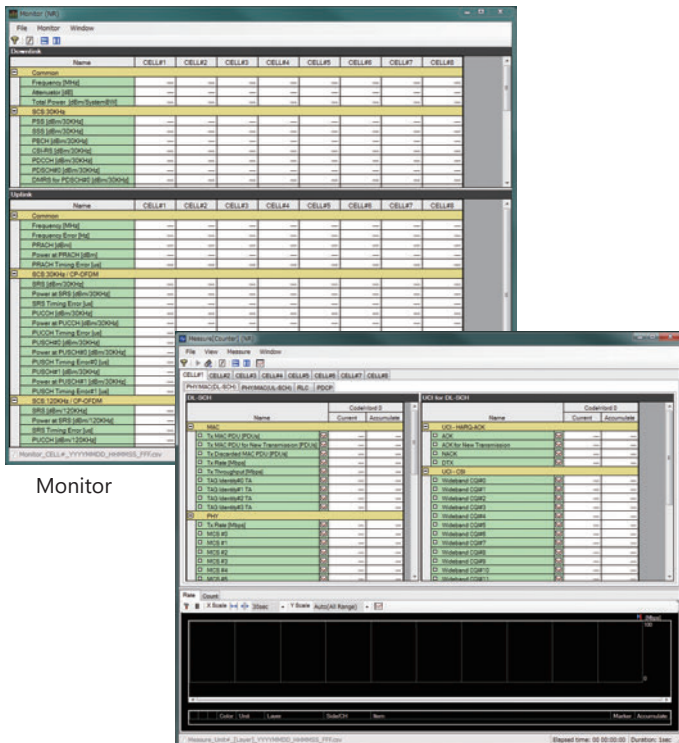 Monitor (NR)
File Monitor Window
Downlink
Name CELL#1 CELL#2 CELL#3 CELL#4 CELL#5 CELL#6 CELL#7 CELL#8
Common
Frequency [MHz]
Attenuator [dB]
Total Power [dBm/SystemBW]
SCS:30KHz
PSS [dBm/30KHz]
SSS [dBm/30KHz]
PBCH [dBm/30KHz]
CSI-RS [dBm/30KHz]
PDCCH [dBm/30KHz]
PDSCH#0 [dBm/30KHz]
DMRS for PDSCH#0 [dBm/30KHz]
Uplink
Name CELL#1 CELL#2 CELL#3 CELL#4 CELL#5 CELL#6 CELL#7 CELL#8
Common
Frequency [MHz]
Frequency Error [Hz]
PRACH [dBm]
Power at PRACH [dBm]
PRACH Timing Error [us]
SCS:30KHz / CP-OFDM
SRS [dBm/30KHz]
Power at SRS [dBm/30KHz]
SRS Timing Error [us]
PUCCH [dBm/30KHz]
Power at PUCCH [dBm/30KHz]
PUCCH Timing Error [us]
PUSCH#0 [dBm/30KHz]
Power at PUSCH#0 [dBm/30KHz]
PUSCH Timing Error#0 [us]
PUSCH#1 [dBm/30KHz]
Power at PUSCH#1 [dBm/30KHz]
PUSCH Timing Error#1 [us]
SCS:120KHz / CP-OFDM
SRS [dBm/120KHz]
Power at SRS [dBm/120KHz]
SRS Timing Error [us]
PUCCH [dBm/120KHz]
Monitor_CELL#_YYYYMMDD_HHMMSS_FFF.csv
Monitor
Measure[Counter] (NR)
File View Measure Window
CELL#1 CELL#2 CELL#3 CELL#4 CELL#5 CELL#6 CELL#7 CELL#8
PHY/MAC(DL-SCH) PHY/MAC(UL-SCH) RLC PDCP
DL-SCH
Name CodeWord 0
Current Accumulate
MAC
Tx MAC PDU [PDUs]
Tx MAC PDU for New Transmission [PDUs]
Tx Discarded MAC PDU [PDUs]
Tx Rate [Mbps]
Tx Throughput [Mbps]
TAG Identity#0 TA
TAG Identity#1 TA
TAG Identity#2 TA
TAG Identity#3 TA
PHY
Tx Rate [Mbps]
MCS #0
MCS #1
MCS #2
MCS #3
MCS #4
MCS #5
UCI for DL-SCH
Name CodeWord 0
Current Accumulate
UCI - HARQ-ACK
ACK
ACK for New Transmission
NACK
DTX
UCI - CSI
Wideband CQI#0
Wideband CQI#1
Wideband CQI#2
Wideband CQI#3
Wideband CQI#4
Wideband CQI#5
Wideband CQI#6
Wideband CQI#7
Wideband CQI#8
Wideband CQI#9
Wideband CQI#10
Wideband CQI#11
Rate Count
X Scale 30sec Y Scale Auto(All Range)
[Mbps]
100
0
Color Unit Layer Side/CH Item Marker Accumulate
Measure_Unit#_[Layer]_YYYYMMDD_HHMMSS_FFF.csv Elapsed time: 00 00:00:00 Duration: 1sec